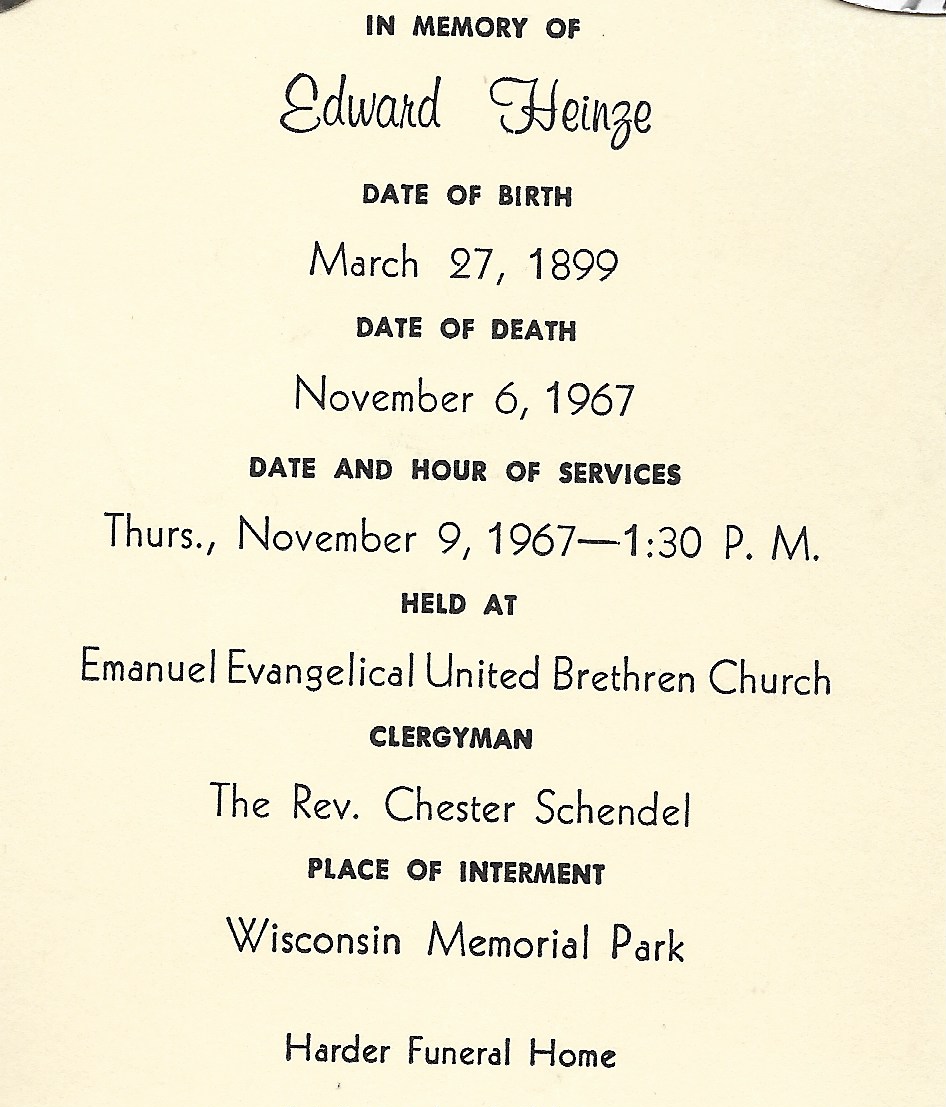 IN MEMORY OF
Edward Heinze
DATE OF BIRTH
March 27, 1899
DATE OF DEATH
November 6, 1967
DATE AND HOUR OF SERVICES
Thurs., November 9, 1967—1:30 P. M.
HELD AT
Emanuel Evangelical United Brethren Church
CLERGYMAN
The Rev. Chester Schendel
PLACE OF INTERMENT
Wisconsin Memorial Park
Harder Funeral Home